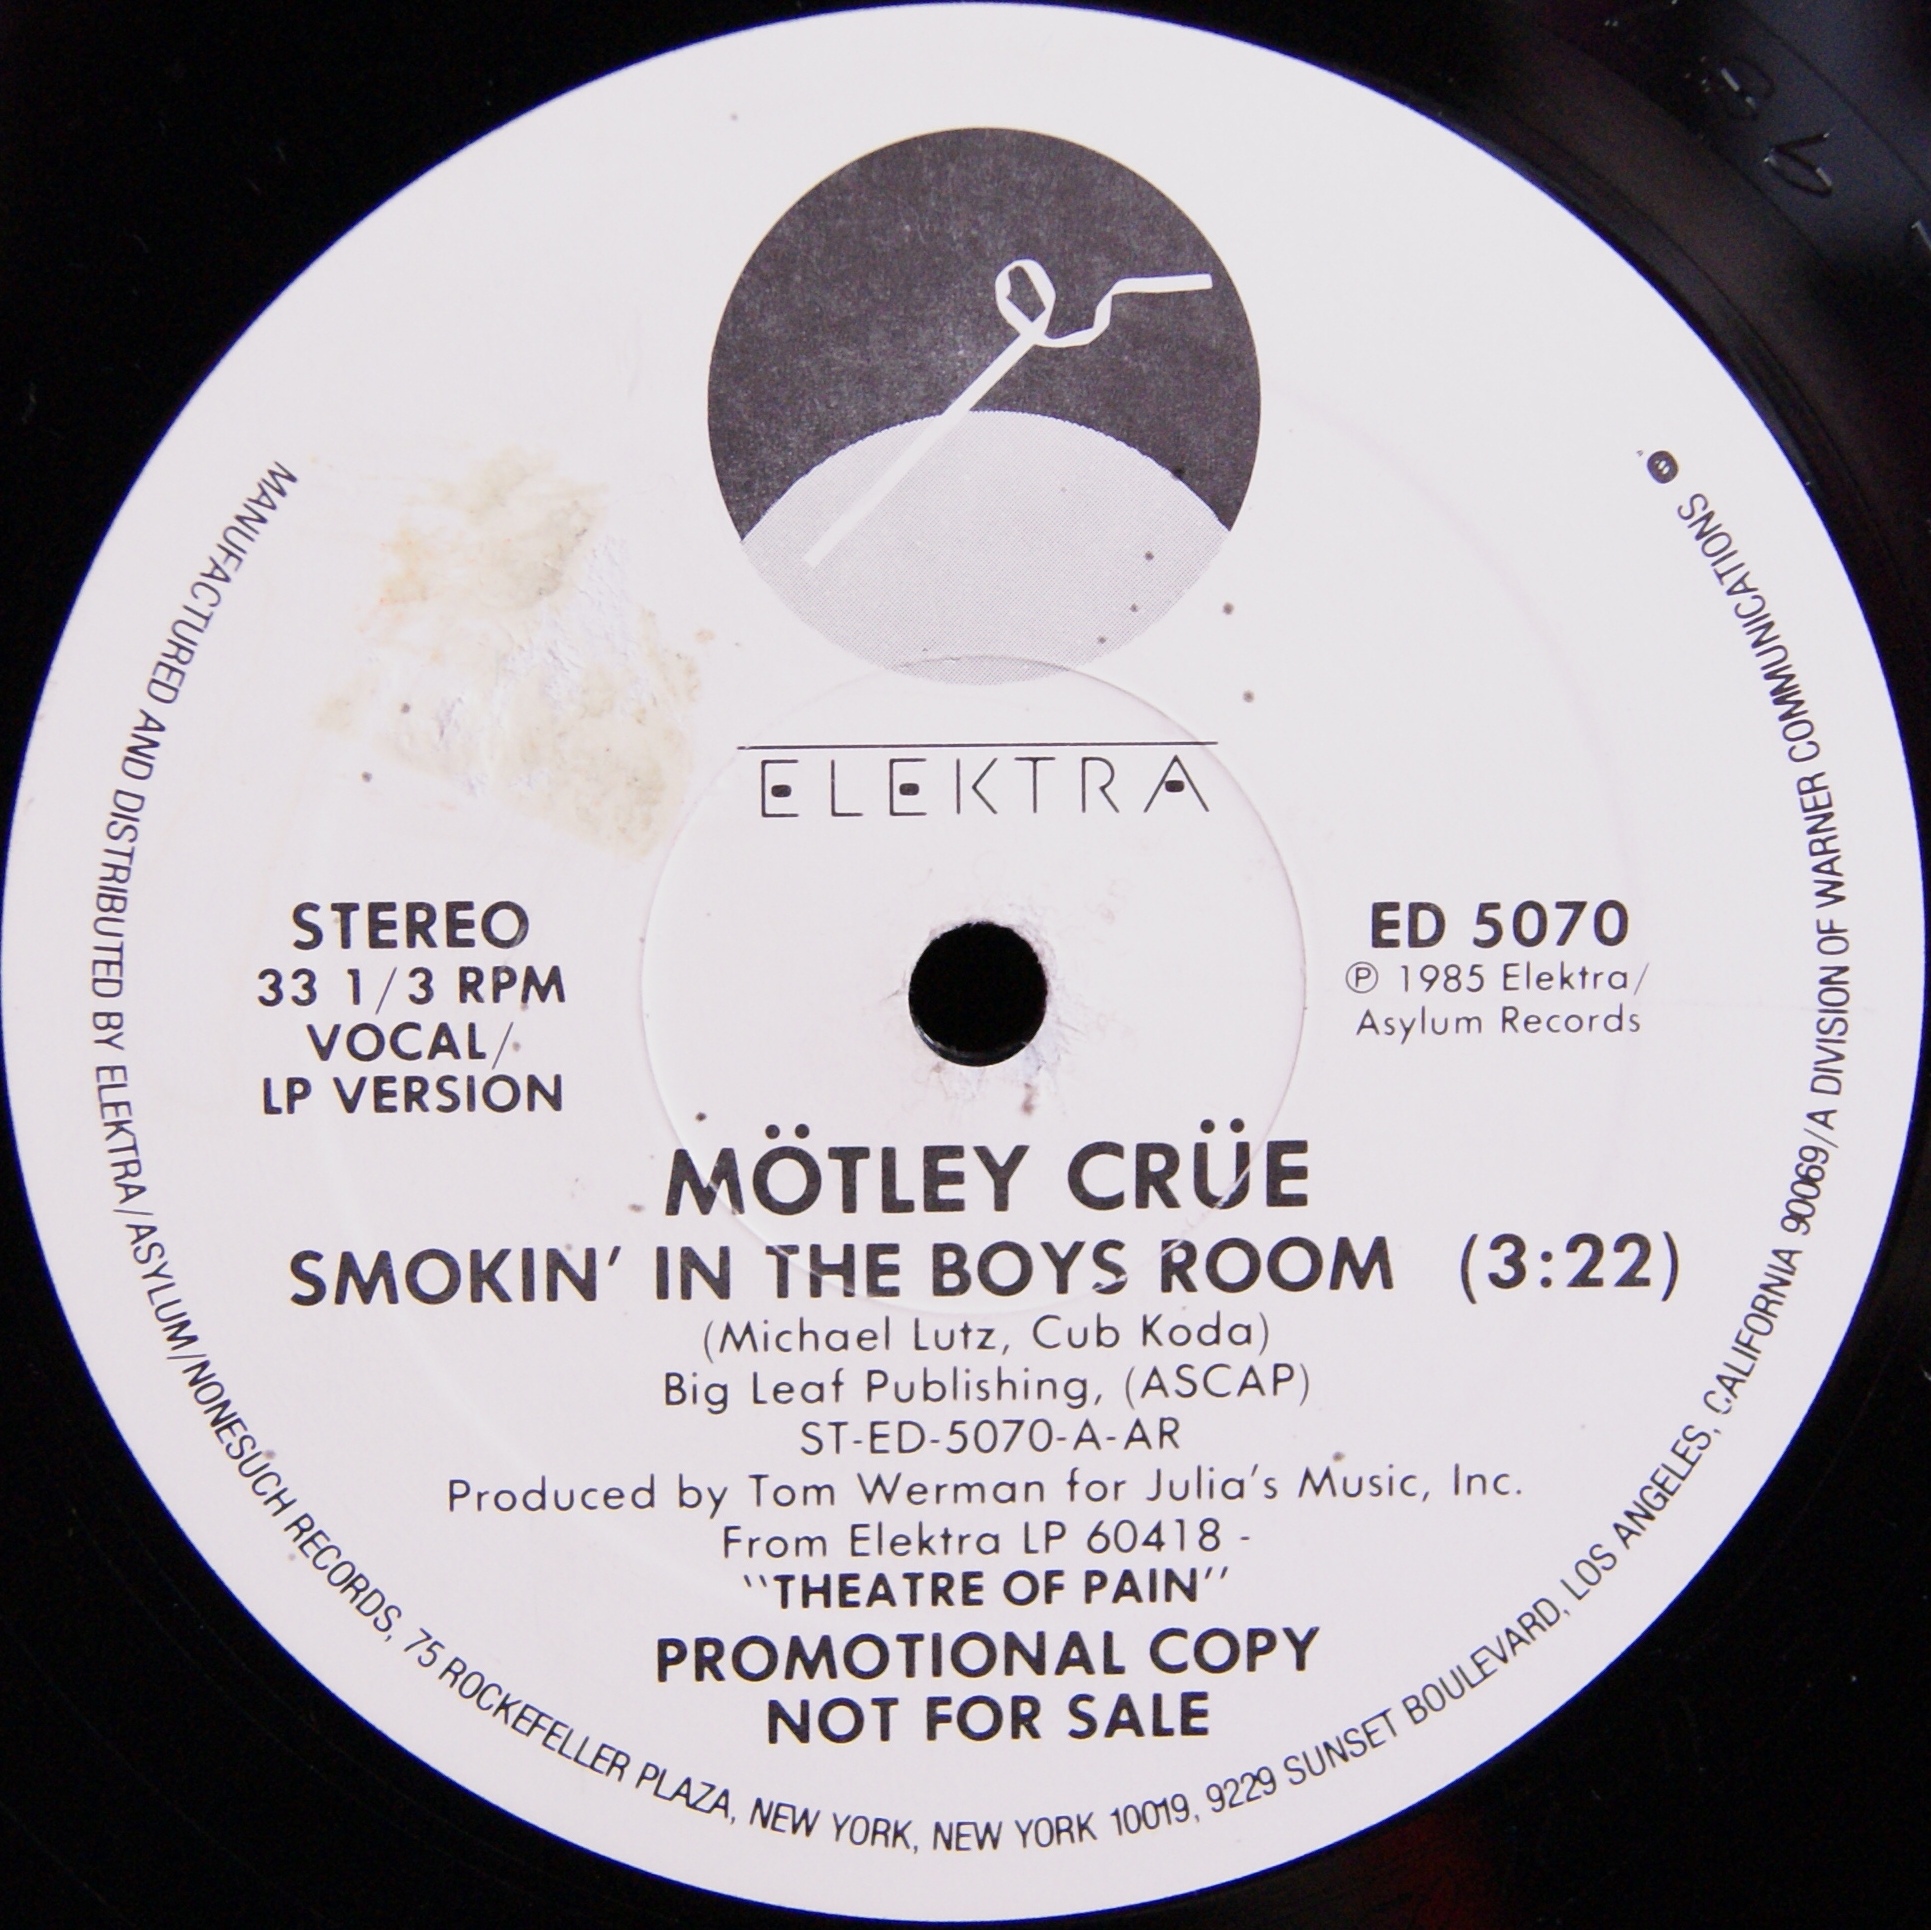 ELEKTRA
STEREO
33 1/3 RPM
VOCAL/
LP VERSION
ED 5070
℗ 1985 Elektra/
Asylum Records
MÖTLEY CRÜE
SMOKIN' IN THE BOYS ROOM (3:22)
(Michael Lutz, Cub Koda)
Big Leaf Publishing, (ASCAP)
ST-ED-5070-A-AR
Produced by Tom Werman for Julia's Music, Inc.
From Elektra LP 60418 -
"THEATRE OF PAIN"
PROMOTIONAL COPY
NOT FOR SALE
MANUFACTURED AND DISTRIBUTED BY ELEKTRA/ASYLUM/NONESUCH RECORDS, 75 ROCKEFELLER PLAZA, NEW YORK, NEW YORK 10019, 9229 SUNSET BOULEVARD, LOS ANGELES, CALIFORNIA 90069/A DIVISION OF WARNER COMMUNICATIONS